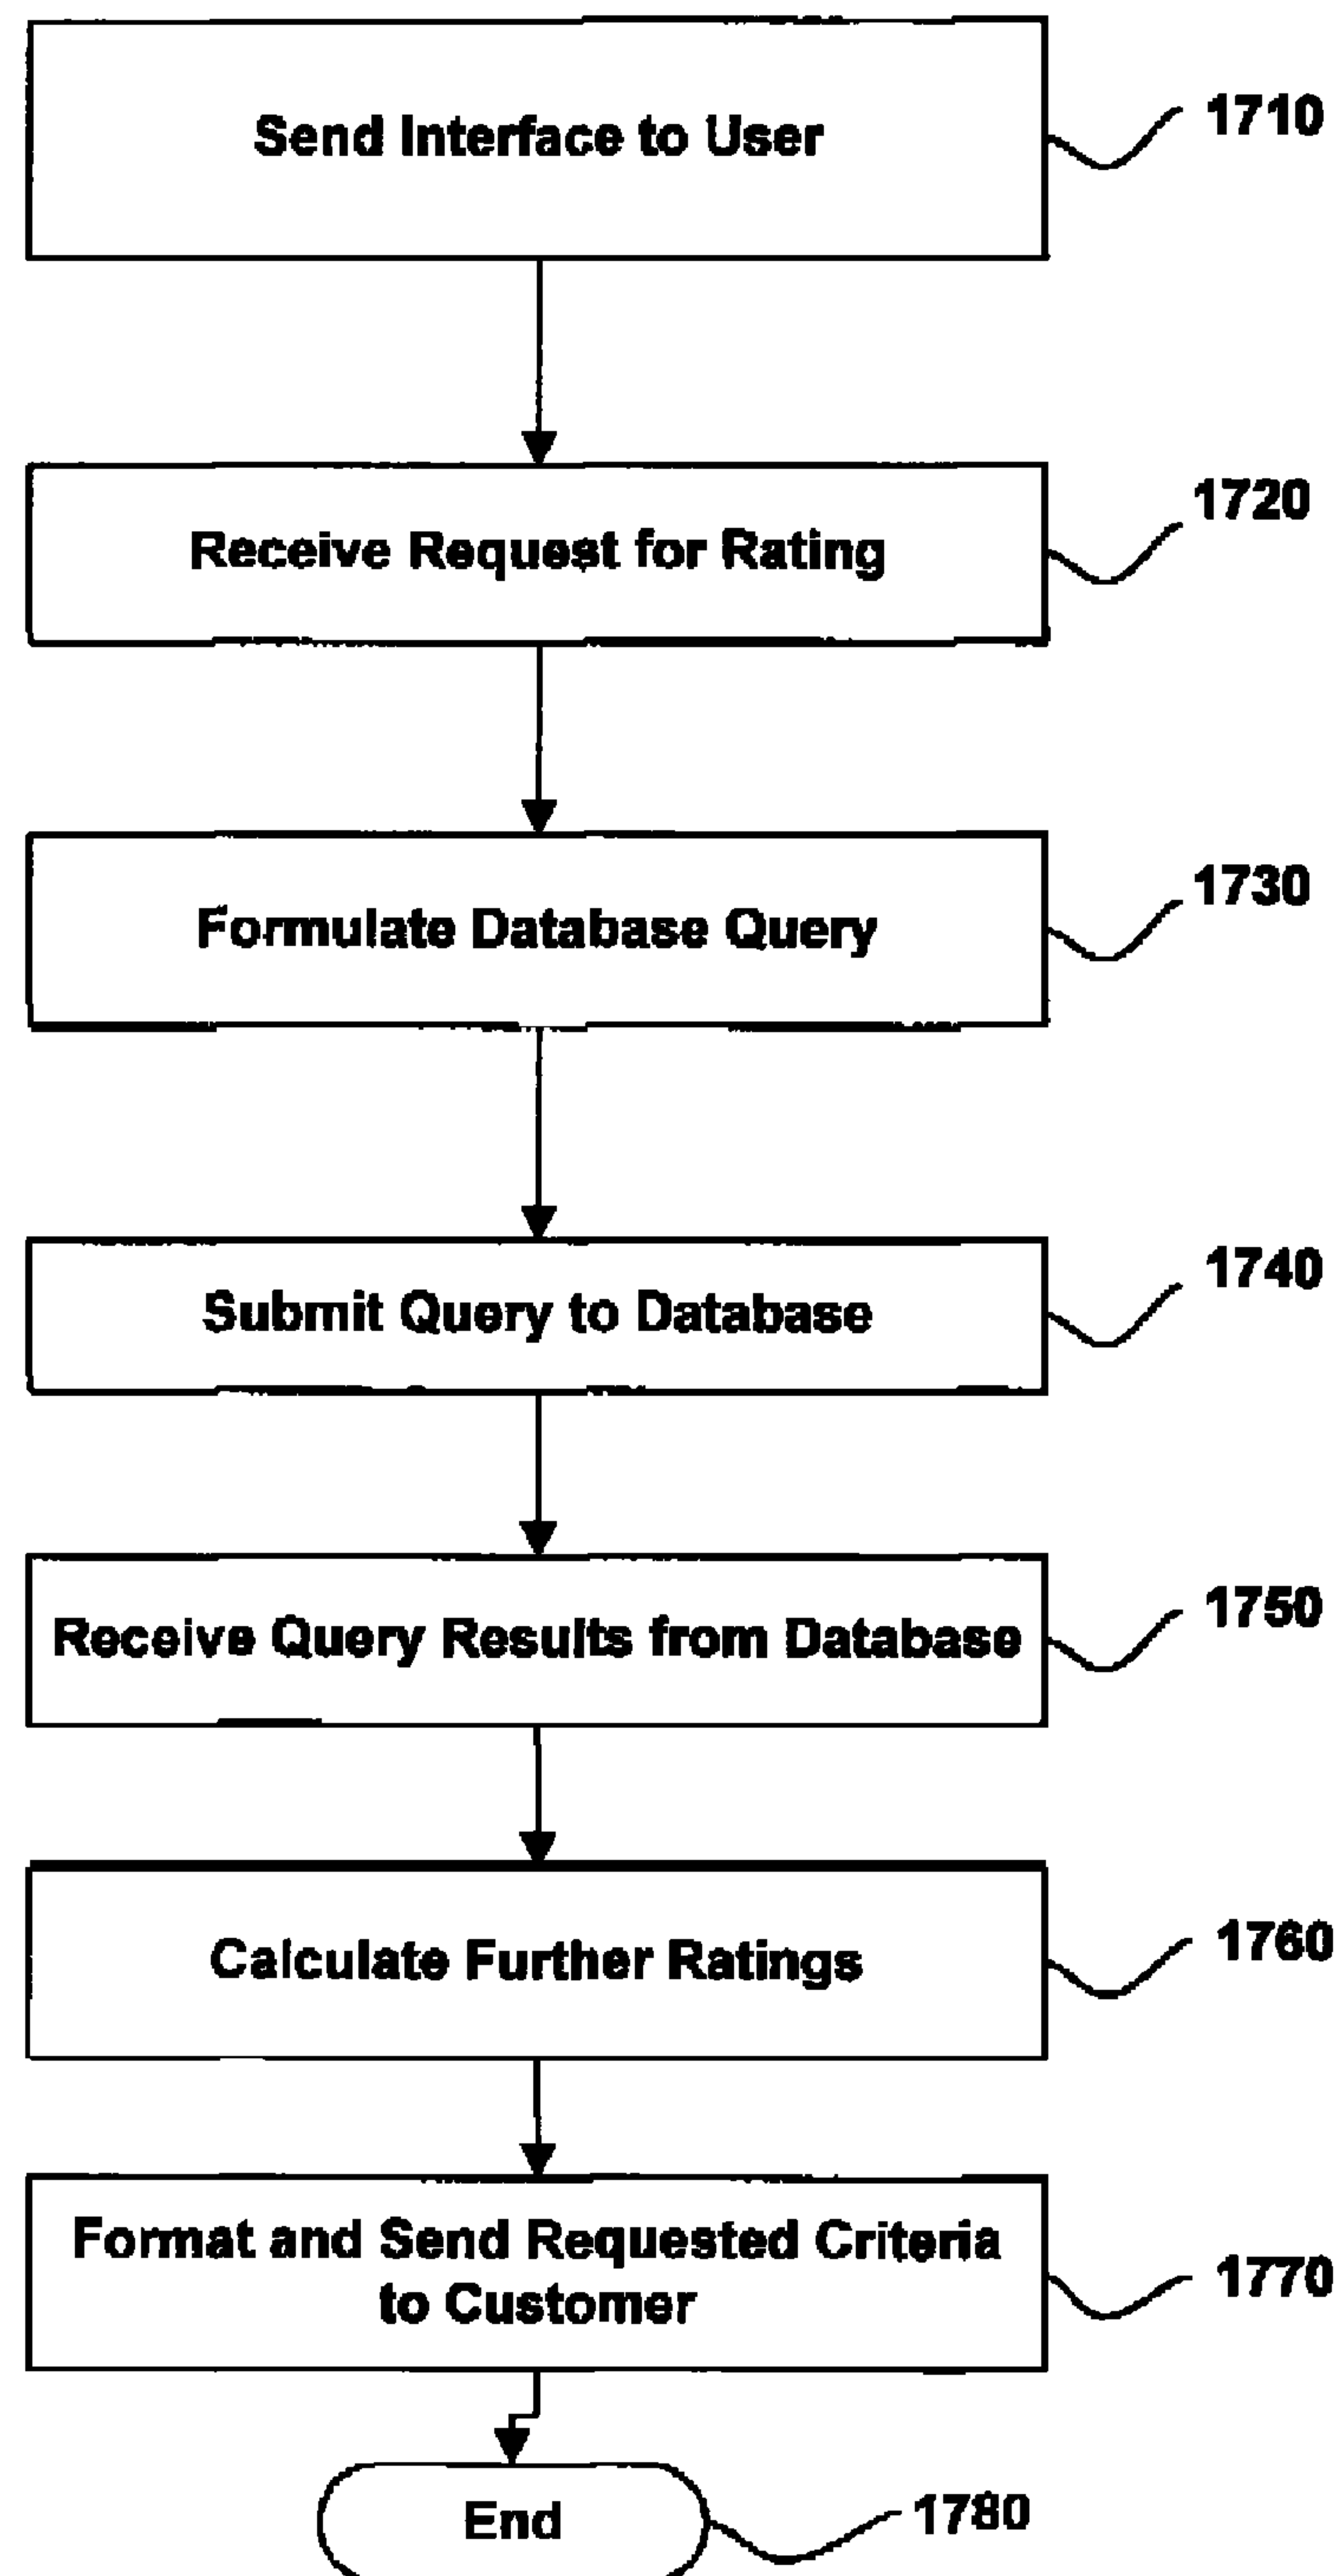 Send Interface to User
1710
Receive Request for Rating
1720
Formulate Database Query
1730
Submit Query to Database
1740
Receive Query Results from Database
1750
Calculate Further Ratings
1760
Format and Send Requested Criteria
to Customer
1770
End
1780